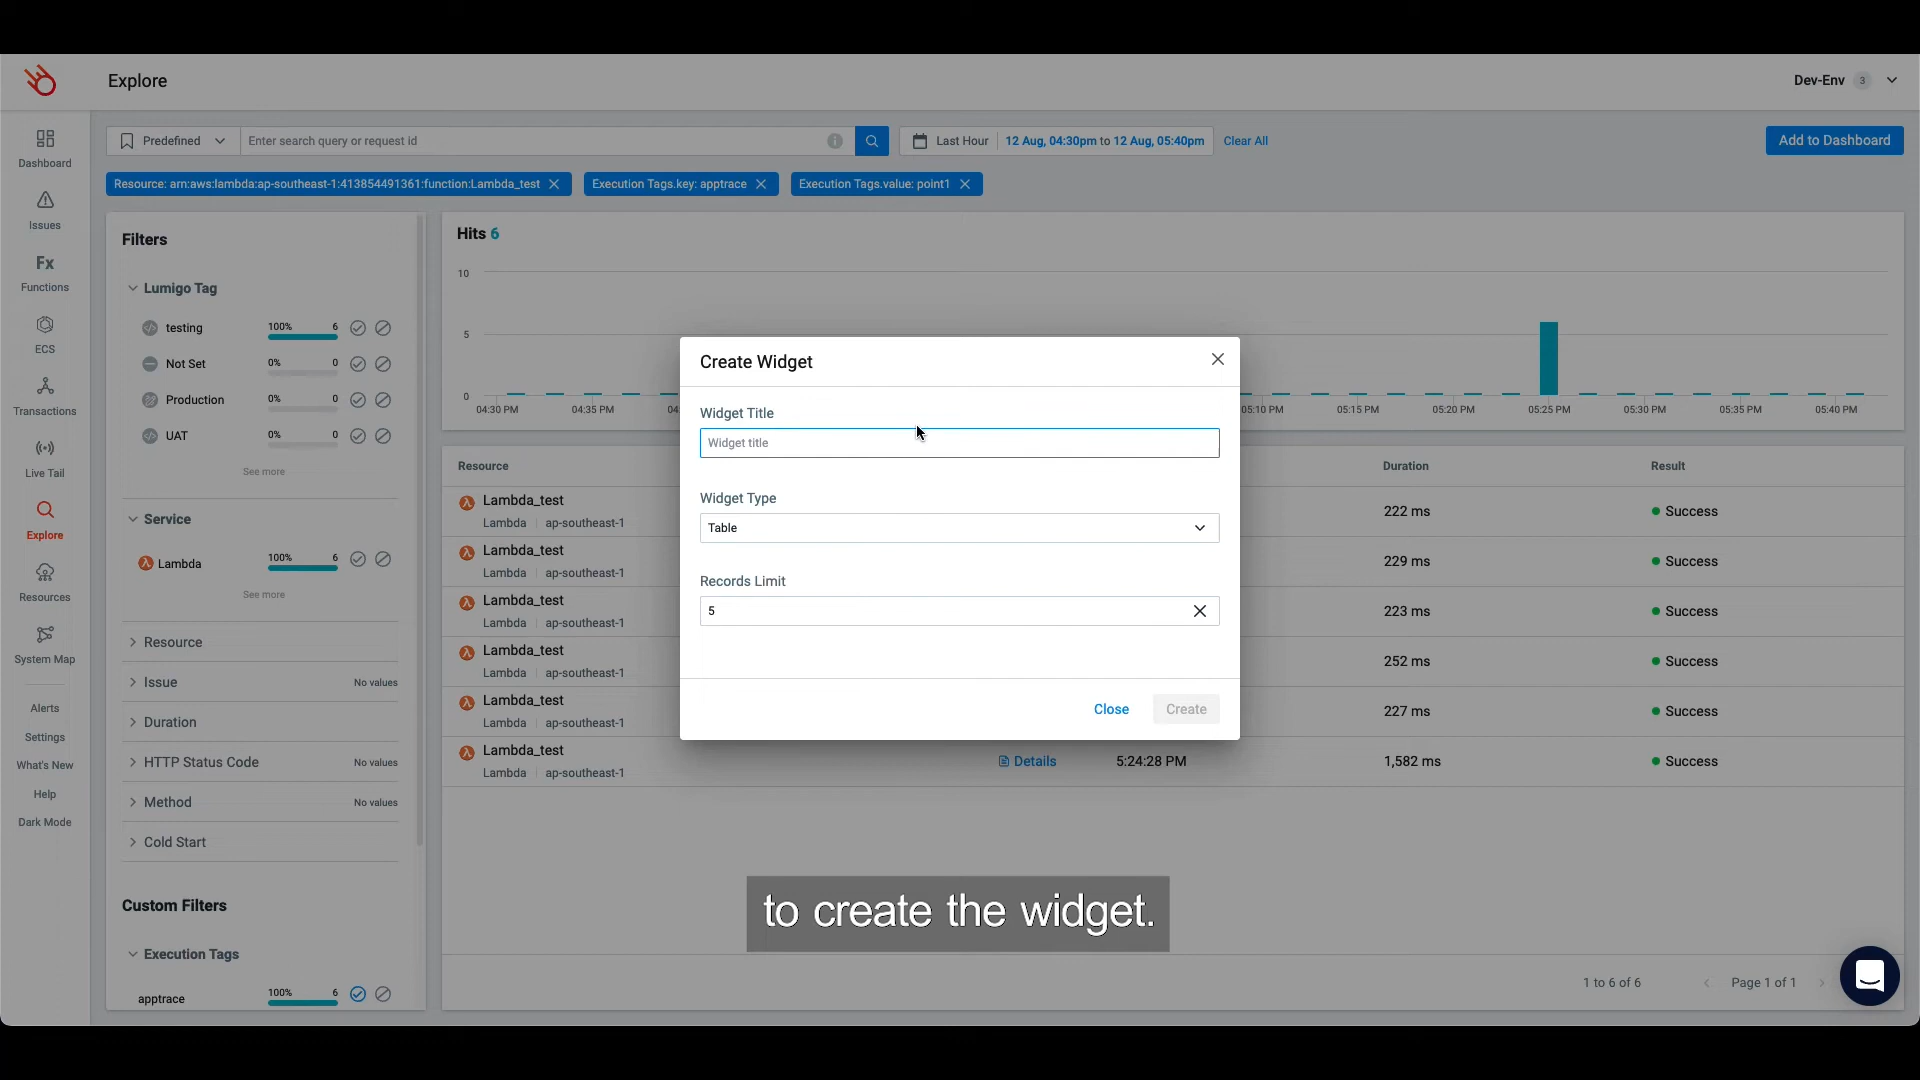 Explore
Dev-Env 3
Predefined
Enter search query or request id
Last Hour 12 Aug, 04:30pm to 12 Aug, 05:40pm
Clear All
Add to Dashboard
Resource: arn:aws:lambda:ap-southeast-1:413854491361:function:Lambda_test
Execution Tags.key: apptrace
Execution Tags.value: point1
Dashboard
Issues
Fx
Functions
ECS
Transactions
Live Tail
Explore
Resources
System Map
Alerts
Settings
What's New
Help
Dark Mode
Filters
Lumigo Tag
testing 100% 6
Not Set 0% 0
Production 0% 0
UAT 0% 0
See more
Service
Lambda 100% 6
See more
Resource
Issue No values
Duration
HTTP Status Code No values
Method No values
Cold Start
Custom Filters
Execution Tags
apptrace 100% 6
Hits 6
10
5
0
04:30 PM 04:35 PM 04 05:10 PM 05:15 PM 05:20 PM 05:25 PM 05:30 PM 05:35 PM 05:40 PM
Resource Duration Result
Lambda_test
Lambda ap-southeast-1
222 ms Success
Lambda_test
Lambda ap-southeast-1
229 ms Success
Lambda_test
Lambda ap-southeast-1
223 ms Success
Lambda_test
Lambda ap-southeast-1
252 ms Success
Lambda_test
Lambda ap-southeast-1
227 ms Success
Lambda_test
Lambda ap-southeast-1
Details 5:24:28 PM 1,582 ms Success
1 to 6 of 6 Page 1 of 1
Create Widget
Widget Title
Widget title
Widget Type
Table
Records Limit
5
Close Create
to create the widget.